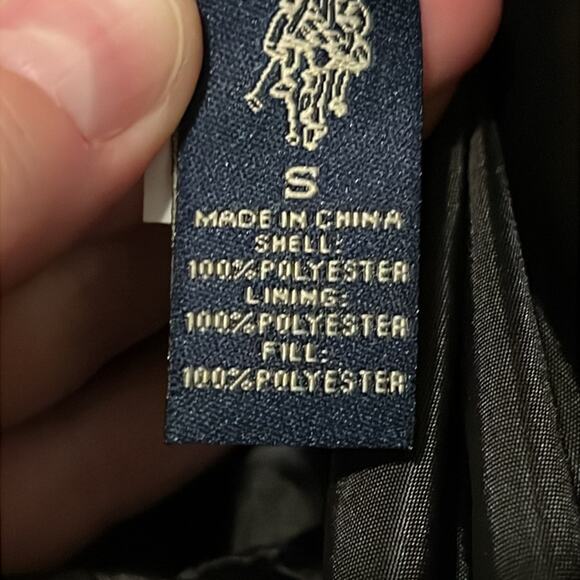 S
MADE IN CHINA
SHELL:
100%POLYESTER
LINING:
100%POLYESTER
FILL:
100%POLYESTER